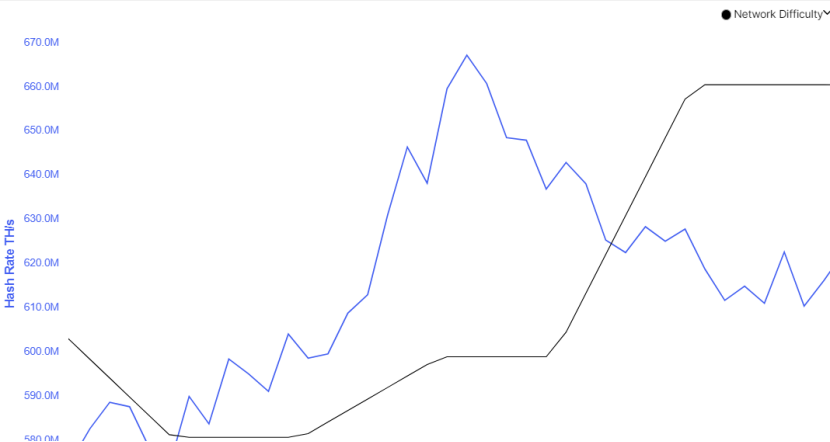 Network Difficulty
670.0M
660.0M
650.0M
640.0M
630.0M
620.0M
610.0M
600.0M
590.0M
580.0M
Hash Rate TH/s